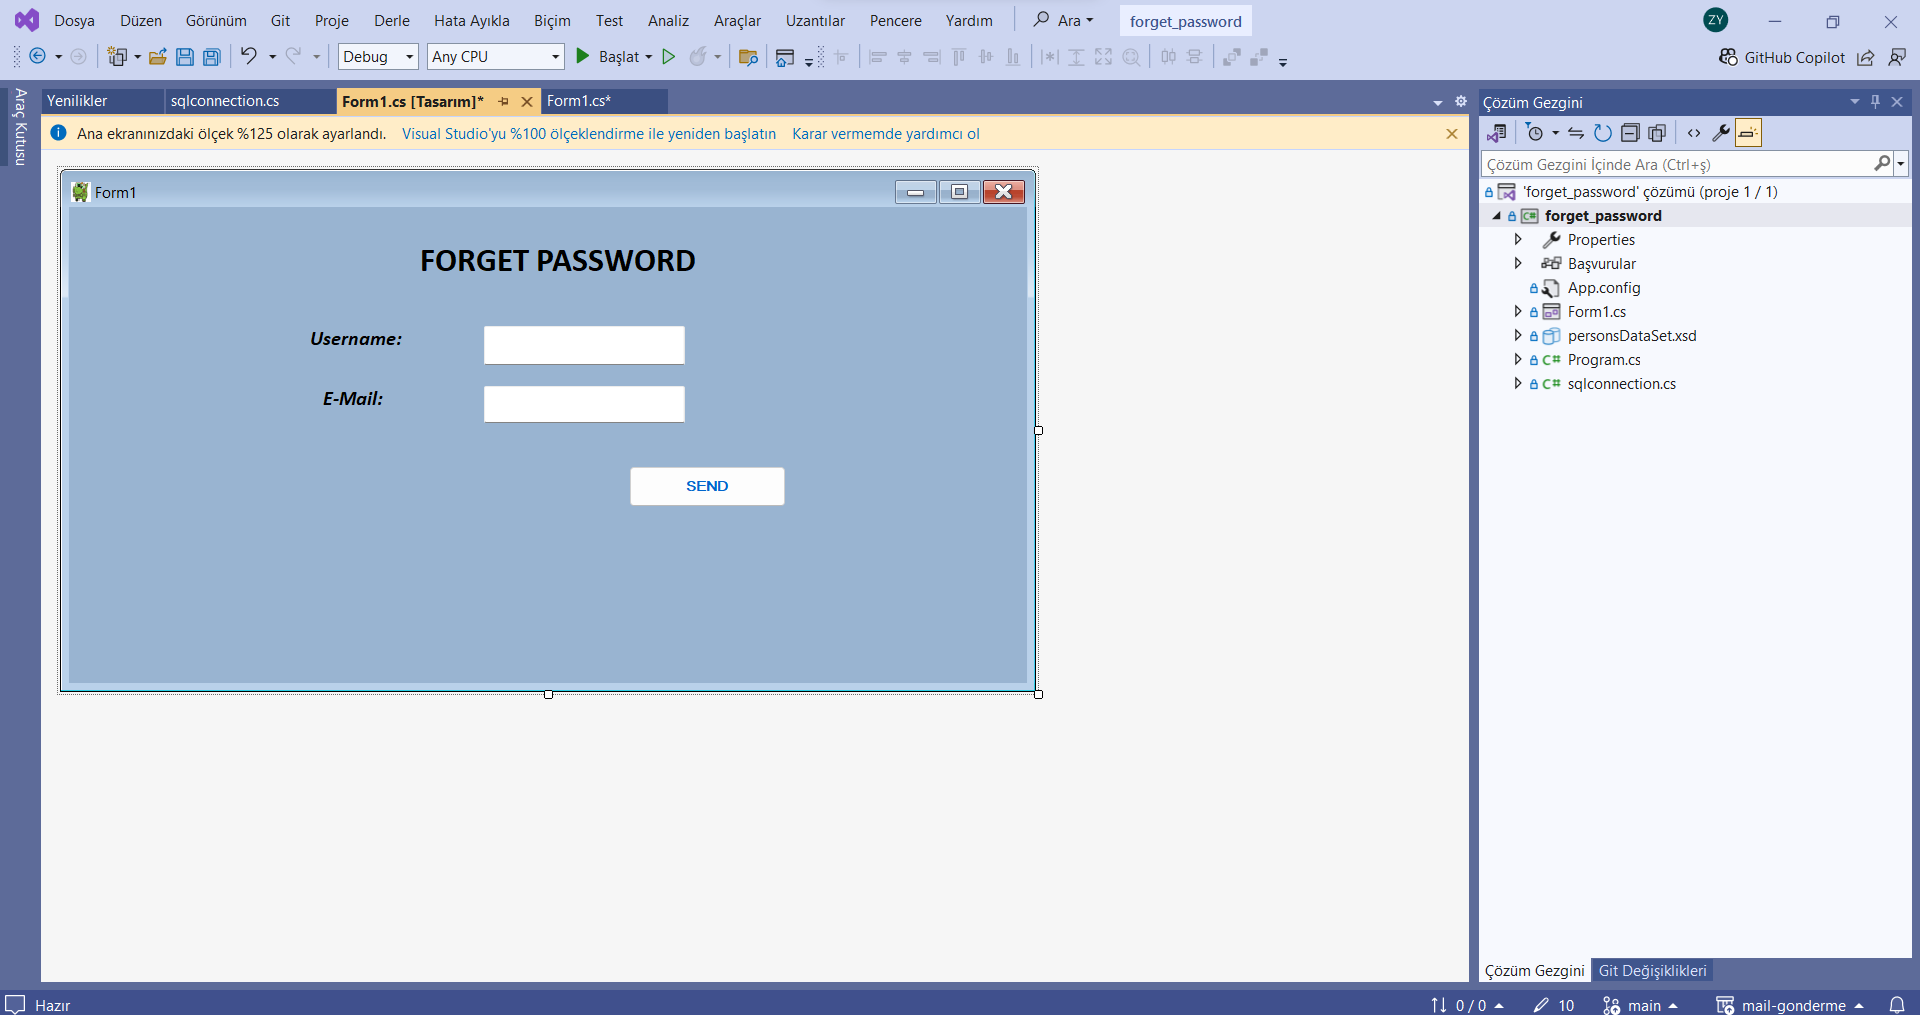 Dosya Düzen Görünüm Git Proje Derle Hata Ayıkla Biçim Test Analiz Araçlar Uzantılar Pencere Yardım Ara forget_password ZY
Debug Any CPU Başlat GitHub Copilot
Araç Kutusu
Yenilikler sqlconnection.cs Form1.cs [Tasarım]* Form1.cs*
Ana ekranınızdaki ölçek %125 olarak ayarlandı. Visual Studio'yu %100 ölçeklendirme ile yeniden başlatın Karar vermemde yardımcı ol
Form1
FORGET PASSWORD
Username:
E-Mail:
SEND
Çözüm Gezgini
Çözüm Gezgini İçinde Ara (Ctrl+ş)
'forget_password' çözümü (proje 1 / 1)
C# forget_password
Properties
Başvurular
App.config
Form1.cs
personsDataSet.xsd
C# Program.cs
C# sqlconnection.cs
Çözüm Gezgini Git Değişiklikleri
Hazır 0 / 0 10 main mail-gonderme